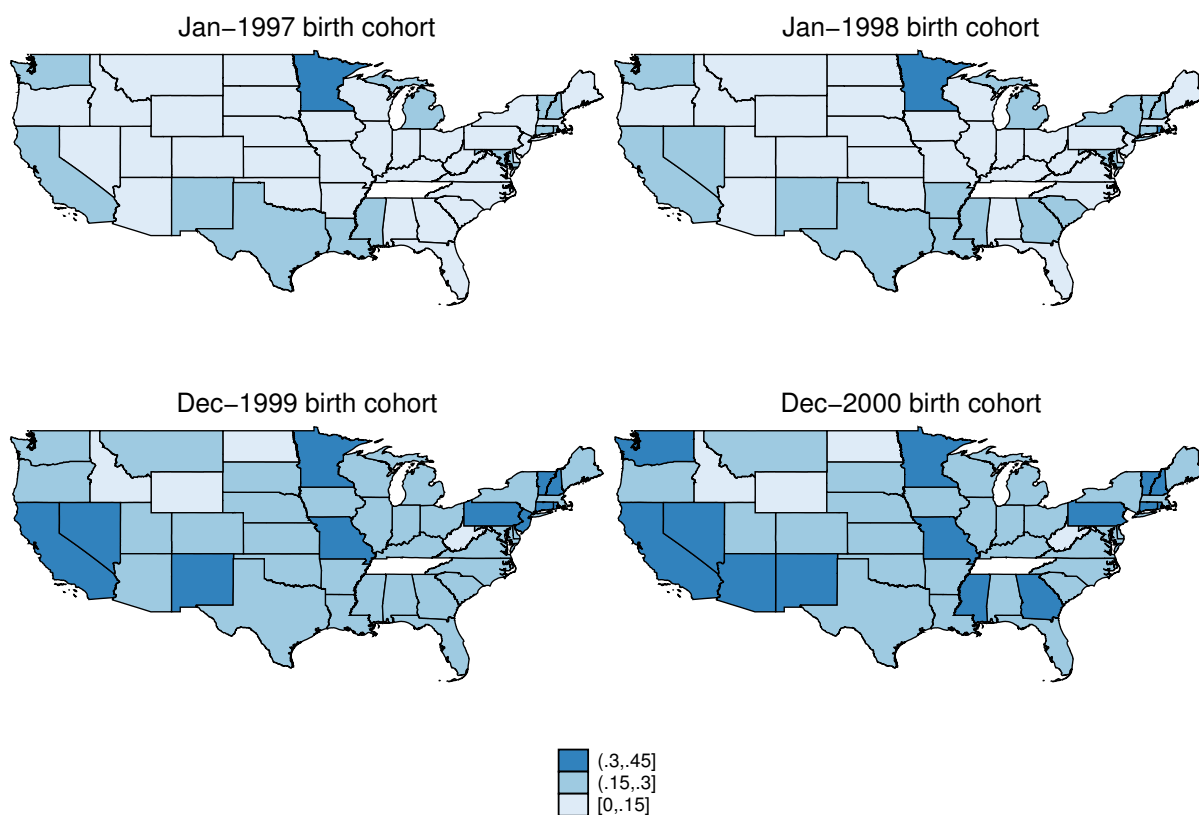 Jan−1997 birth cohort
Jan−1998 birth cohort
Dec−1999 birth cohort
Dec−2000 birth cohort
(.3,.45]
(.15,.3]
[0,.15]